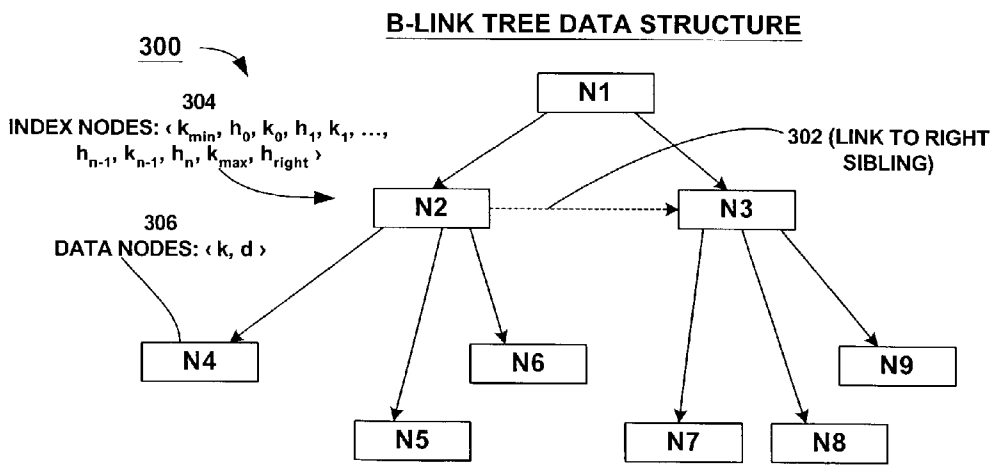 B-LINK TREE DATA STRUCTURE
300
304
INDEX NODES: ‹ kmin, h0, k0, h1, k1, ...,
hn-1, kn-1, hn, kmax, hright ›
N1
302 (LINK TO RIGHT
SIBLING)
N2
N3
306
DATA NODES: ‹ k, d ›
N4
N6
N9
N5
N7
N8